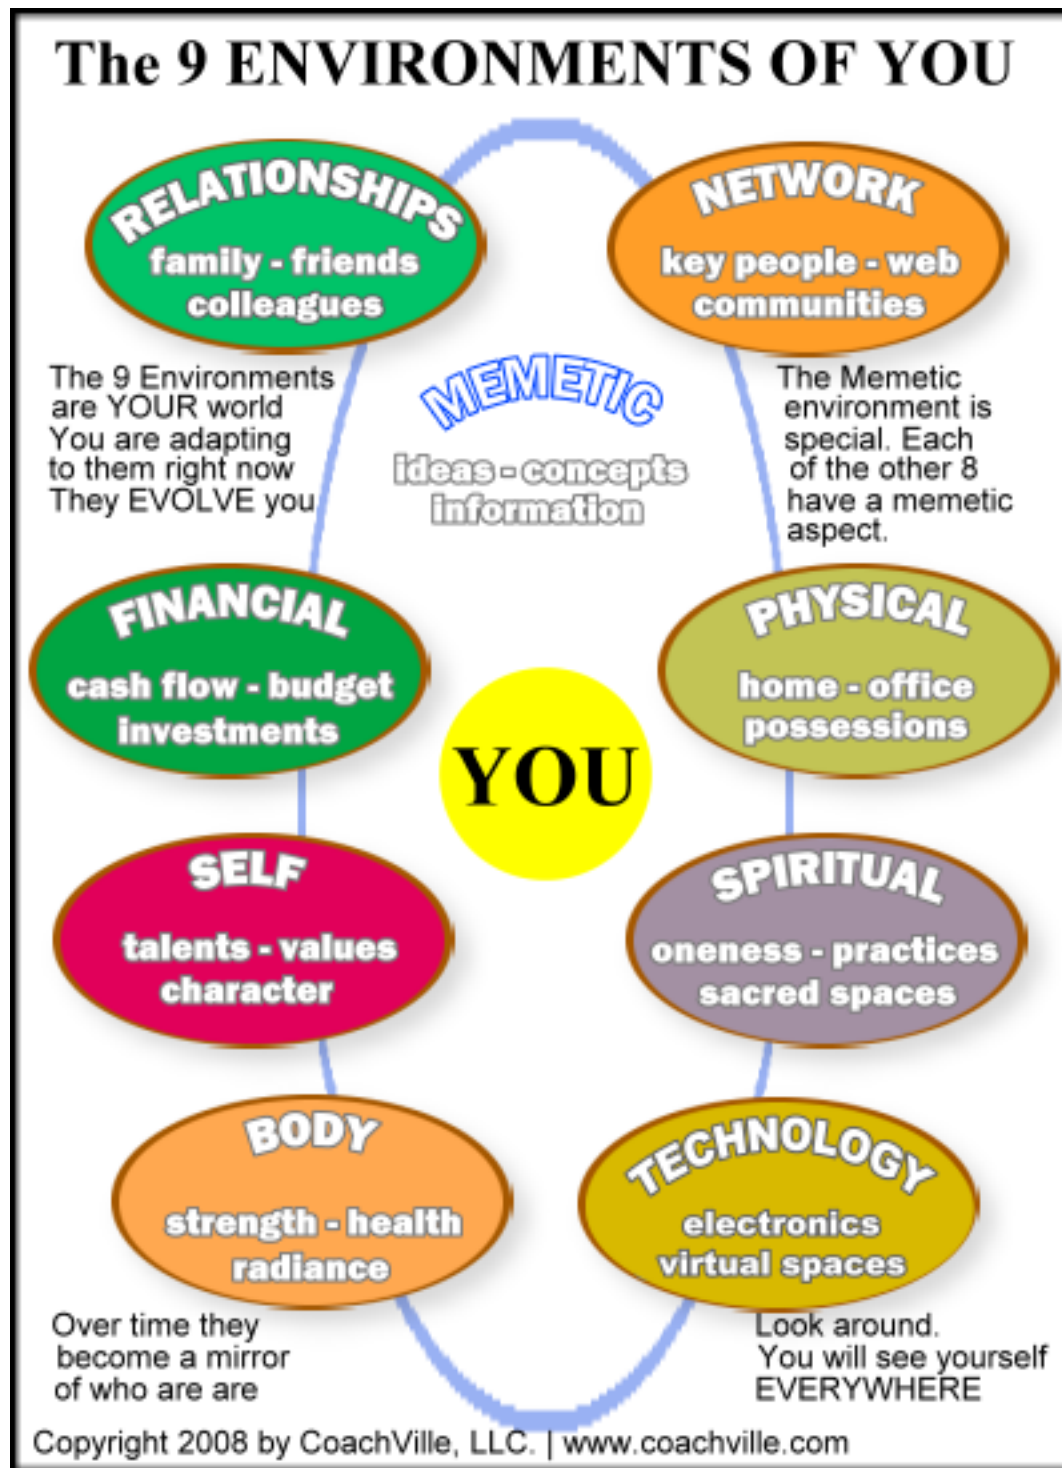 The 9 ENVIRONMENTS OF YOU
RELATIONSHIPS
family - friends
colleagues
NETWORK
key people - web
communities
The 9 Environments
are YOUR world
You are adapting
to them right now
They EVOLVE you
MEMETIC
ideas - concepts
information
The Memetic
environment is
special. Each
of the other 8
have a memetic
aspect.
FINANCIAL
cash flow - budget
investments
PHYSICAL
home - office
possessions
YOU
SELF
talents - values
character
SPIRITUAL
oneness - practices
sacred spaces
BODY
strength - health
radiance
TECHNOLOGY
electronics
virtual spaces
Over time they
become a mirror
of who are are
Look around.
You will see yourself
EVERYWHERE
Copyright 2008 by CoachVille, LLC. | www.coachville.com